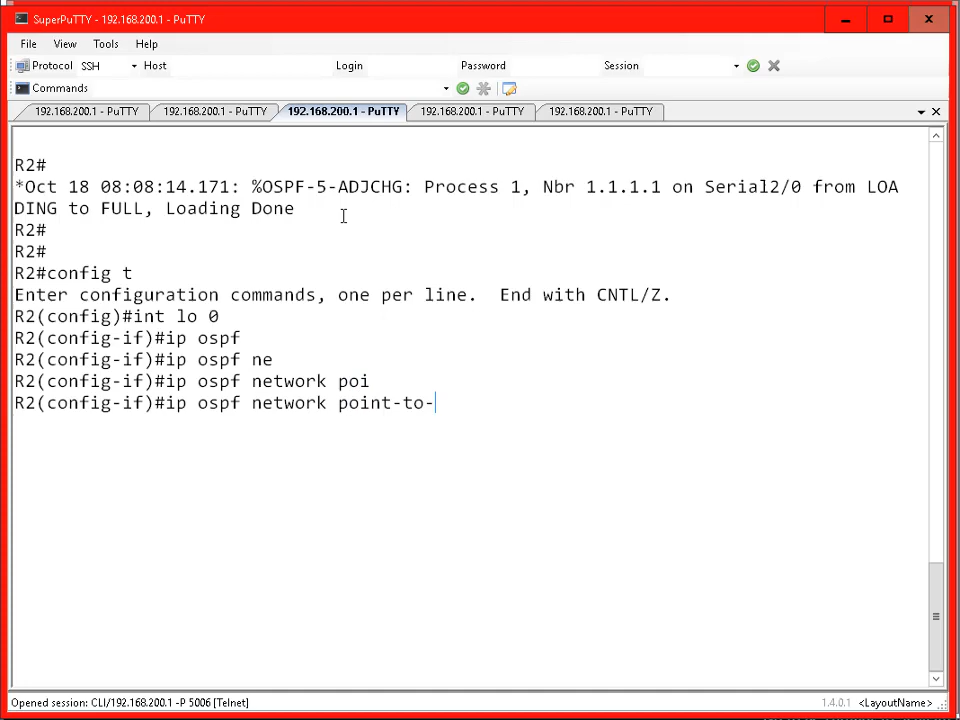 SuperPuTTY - 192.168.200.1 - PuTTY
File View Tools Help
Protocol SSH Host Login Password Session
Commands
192.168.200.1 - PuTTY 192.168.200.1 - PuTTY 192.168.200.1 - PuTTY 192.168.200.1 - PuTTY 192.168.200.1 - PuTTY
R2#
*Oct 18 08:08:14.171: %OSPF-5-ADJCHG: Process 1, Nbr 1.1.1.1 on Serial2/0 from LOA
DING to FULL, Loading Done
R2#
R2#
R2#config t
Enter configuration commands, one per line.  End with CNTL/Z.
R2(config)#int lo 0
R2(config-if)#ip ospf
R2(config-if)#ip ospf ne
R2(config-if)#ip ospf network poi
R2(config-if)#ip ospf network point-to-
Opened session: CLI/192.168.200.1 -P 5006 [Telnet] 1.4.0.1 <LayoutName>